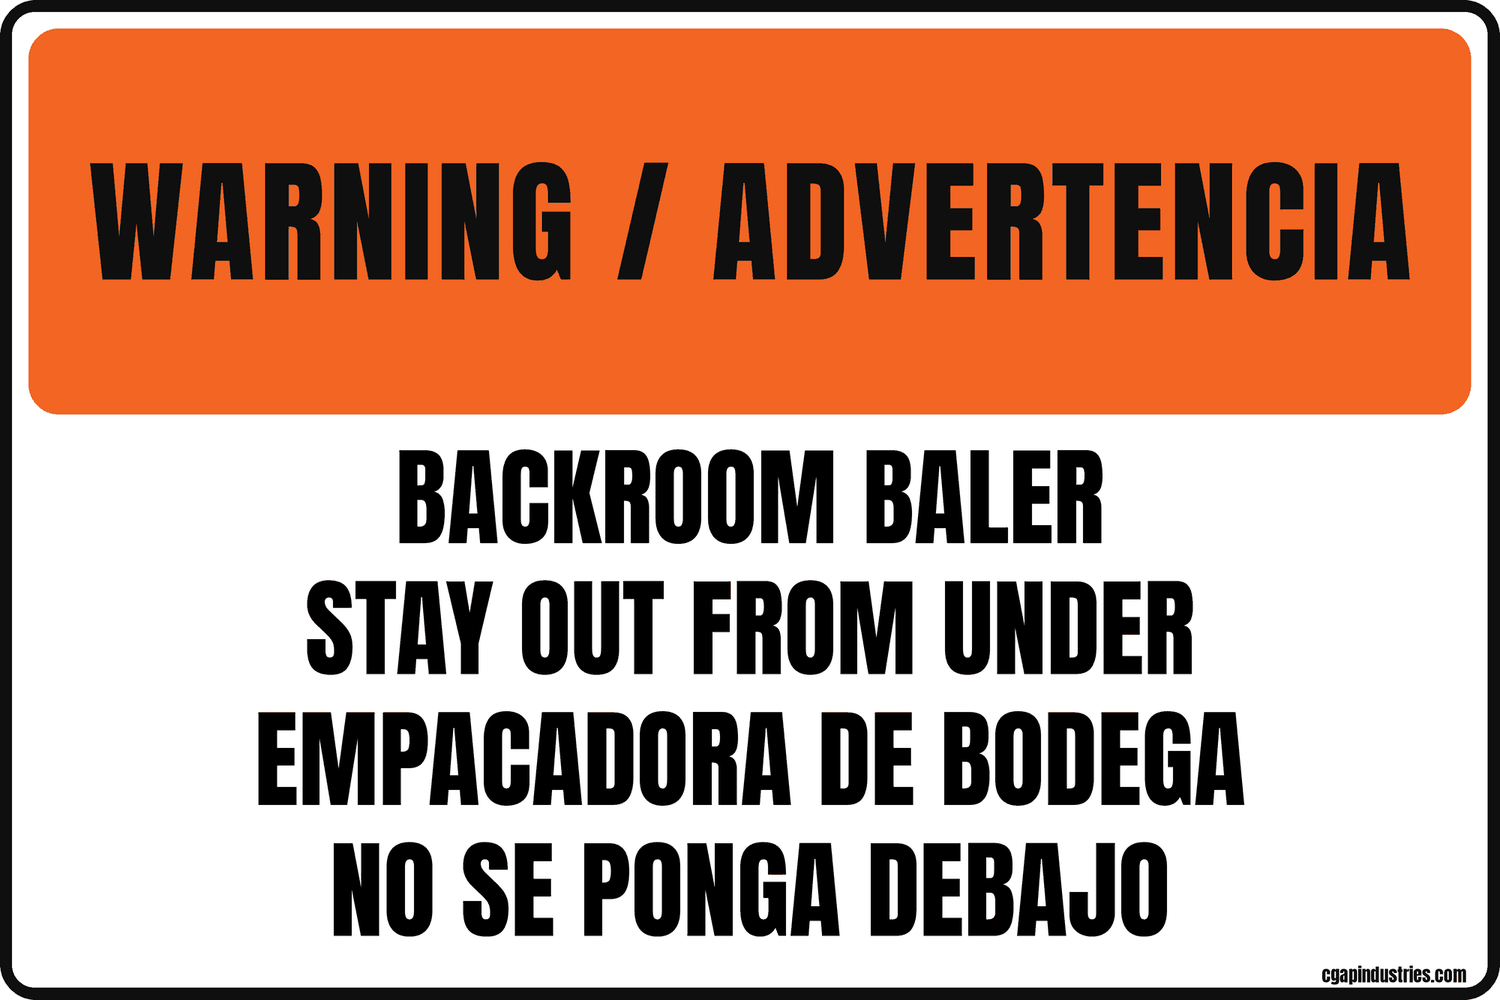 WARNING / ADVERTENCIA
BACKROOM BALER
STAY OUT FROM UNDER
EMPACADORA DE BODEGA
NO SE PONGA DEBAJO
cgapindustries.com